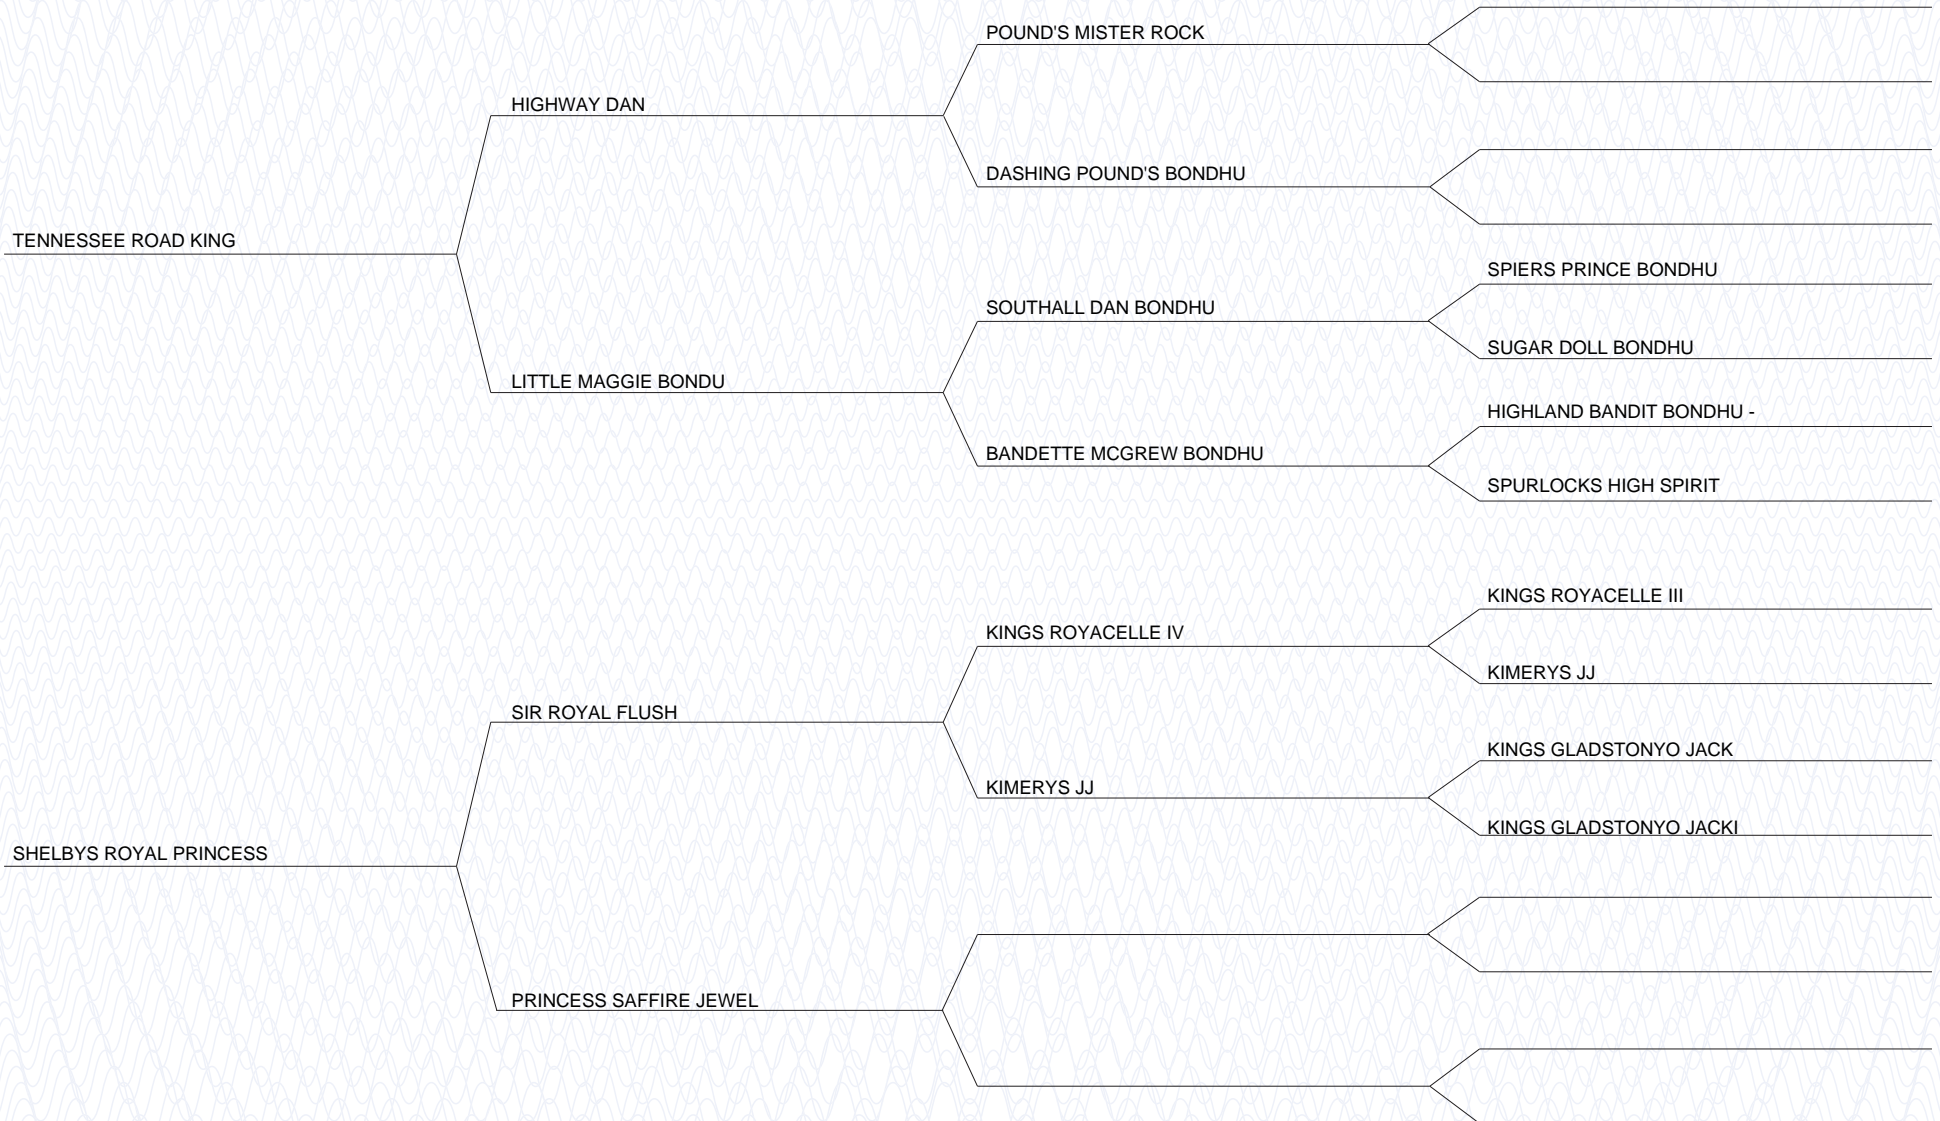 POUND'S MISTER ROCK
HIGHWAY DAN
DASHING POUND'S BONDHU
TENNESSEE ROAD KING
SPIERS PRINCE BONDHU
SOUTHALL DAN BONDHU
SUGAR DOLL BONDHU
LITTLE MAGGIE BONDU
HIGHLAND BANDIT BONDHU -
BANDETTE MCGREW BONDHU
SPURLOCKS HIGH SPIRIT
KINGS ROYACELLE III
KINGS ROYACELLE IV
KIMERYS JJ
SIR ROYAL FLUSH
KINGS GLADSTONYO JACK
KIMERYS JJ
KINGS GLADSTONYO JACKI
SHELBYS ROYAL PRINCESS
PRINCESS SAFFIRE JEWEL